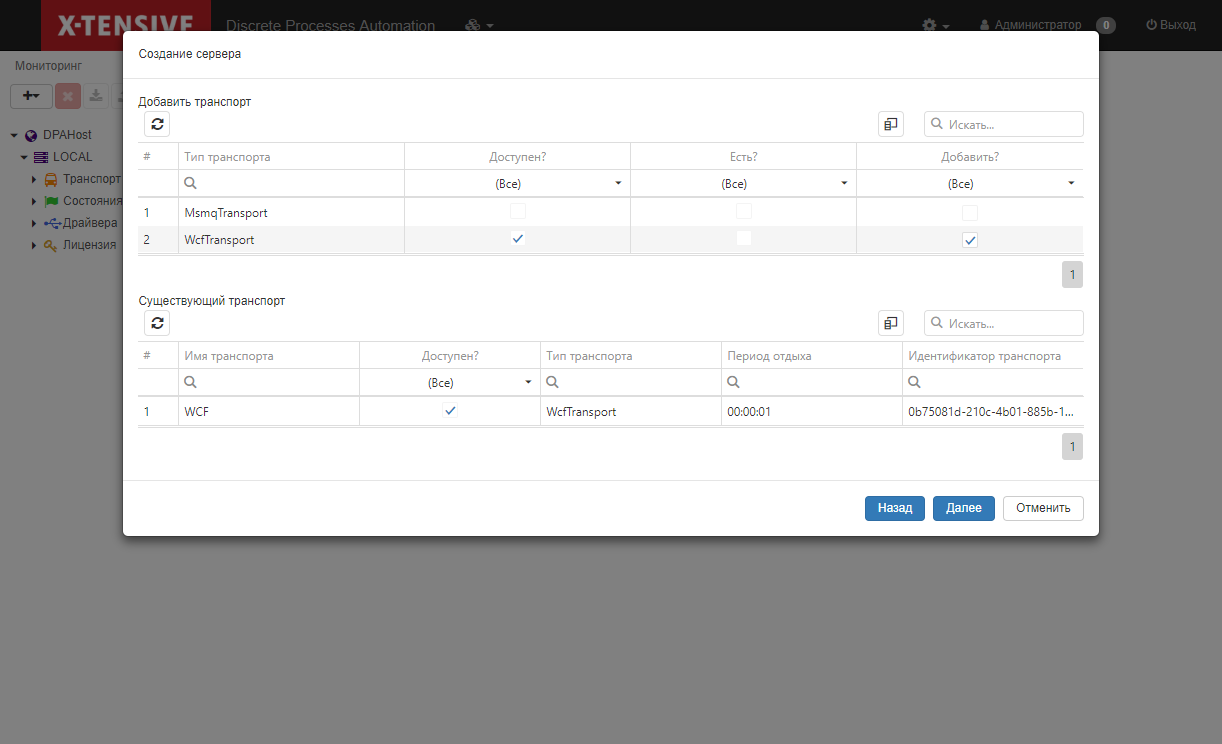 X-TENSIVE Discrete Processes Automation Администратор 0 Выход
Создание сервера
Мониторинг
Добавить транспорт
Искать...
DPAHost
LOCAL
Транспорт
Состояния
Драйвера
Лицензия
# Тип транспорта Доступен? Есть? Добавить?
(Все) (Все) (Все)
1 MsmqTransport
2 WcfTransport
1
Существующий транспорт
Искать...
# Имя транспорта Доступен? Тип транспорта Период отдыха Идентификатор транспорта
(Все)
1 WCF WcfTransport 00:00:01 0b75081d-210c-4b01-885b-1...
1
Назад Далее Отменить